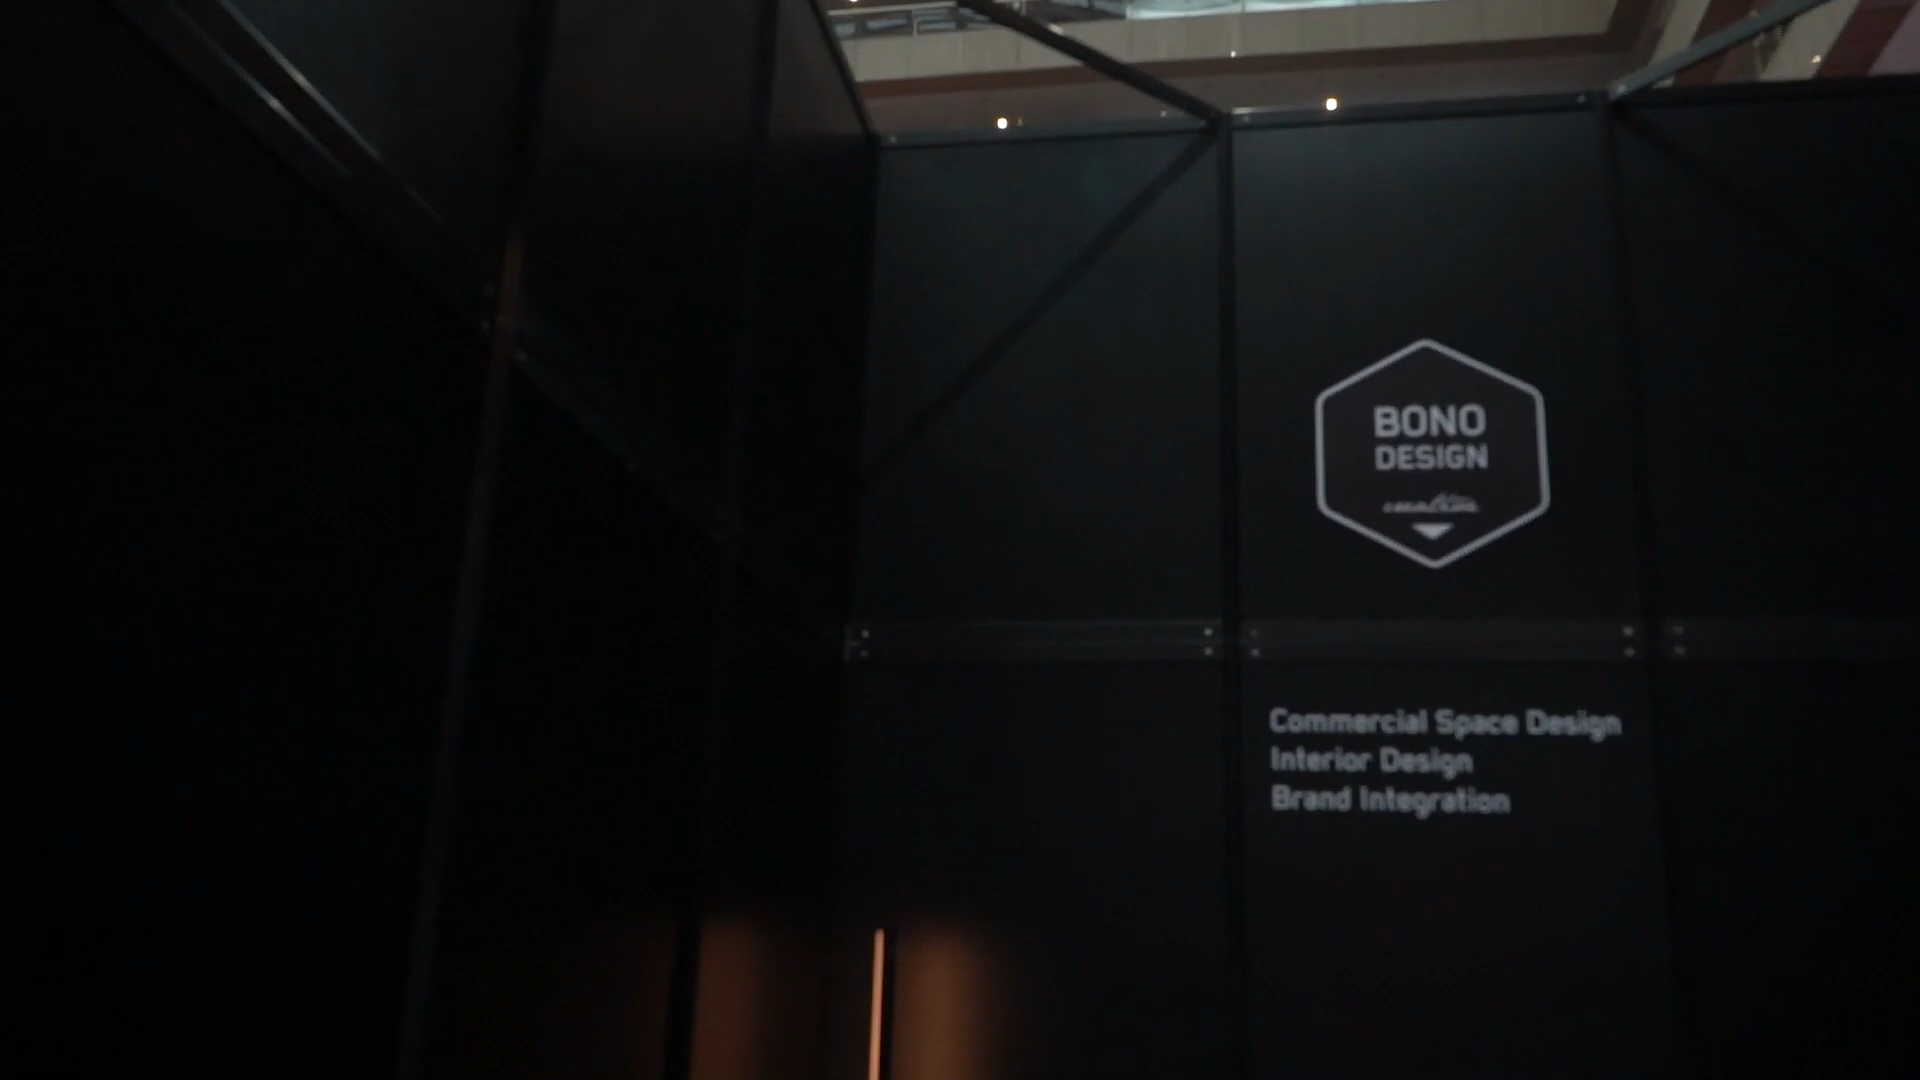 BONO
DESIGN
Commercial Space Design
Interior Design
Brand Integration